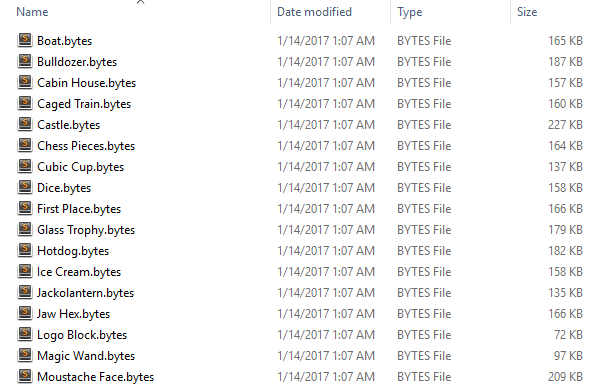 Name Date modified Type Size
Boat.bytes 1/14/2017 1:07 AM BYTES File 165 KB
Bulldozer.bytes 1/14/2017 1:07 AM BYTES File 187 KB
Cabin House.bytes 1/14/2017 1:07 AM BYTES File 157 KB
Caged Train.bytes 1/14/2017 1:07 AM BYTES File 160 KB
Castle.bytes 1/14/2017 1:07 AM BYTES File 227 KB
Chess Pieces.bytes 1/14/2017 1:07 AM BYTES File 164 KB
Cubic Cup.bytes 1/14/2017 1:07 AM BYTES File 137 KB
Dice.bytes 1/14/2017 1:07 AM BYTES File 158 KB
First Place.bytes 1/14/2017 1:07 AM BYTES File 166 KB
Glass Trophy.bytes 1/14/2017 1:07 AM BYTES File 179 KB
Hotdog.bytes 1/14/2017 1:07 AM BYTES File 182 KB
Ice Cream.bytes 1/14/2017 1:07 AM BYTES File 158 KB
Jackolantern.bytes 1/14/2017 1:07 AM BYTES File 135 KB
Jaw Hex.bytes 1/14/2017 1:07 AM BYTES File 166 KB
Logo Block.bytes 1/14/2017 1:07 AM BYTES File 72 KB
Magic Wand.bytes 1/14/2017 1:07 AM BYTES File 97 KB
Moustache Face.bytes 1/14/2017 1:07 AM BYTES File 209 KB